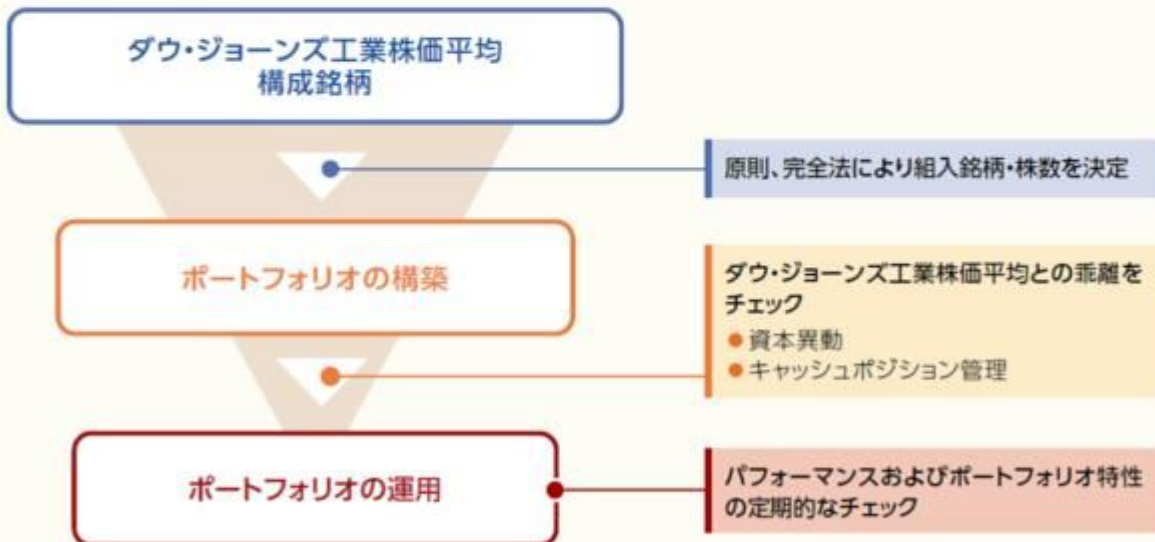 ダウ・ジョーンズ工業株価平均
構成銘柄
原則、完全法により組入銘柄・株数を決定
ポートフォリオの構築
ダウ・ジョーンズ工業株価平均との乖離を
チェック
●資本異動
●キャッシュポジション管理
ポートフォリオの運用
パフォーマンスおよびポートフォリオ特性
の定期的なチェック